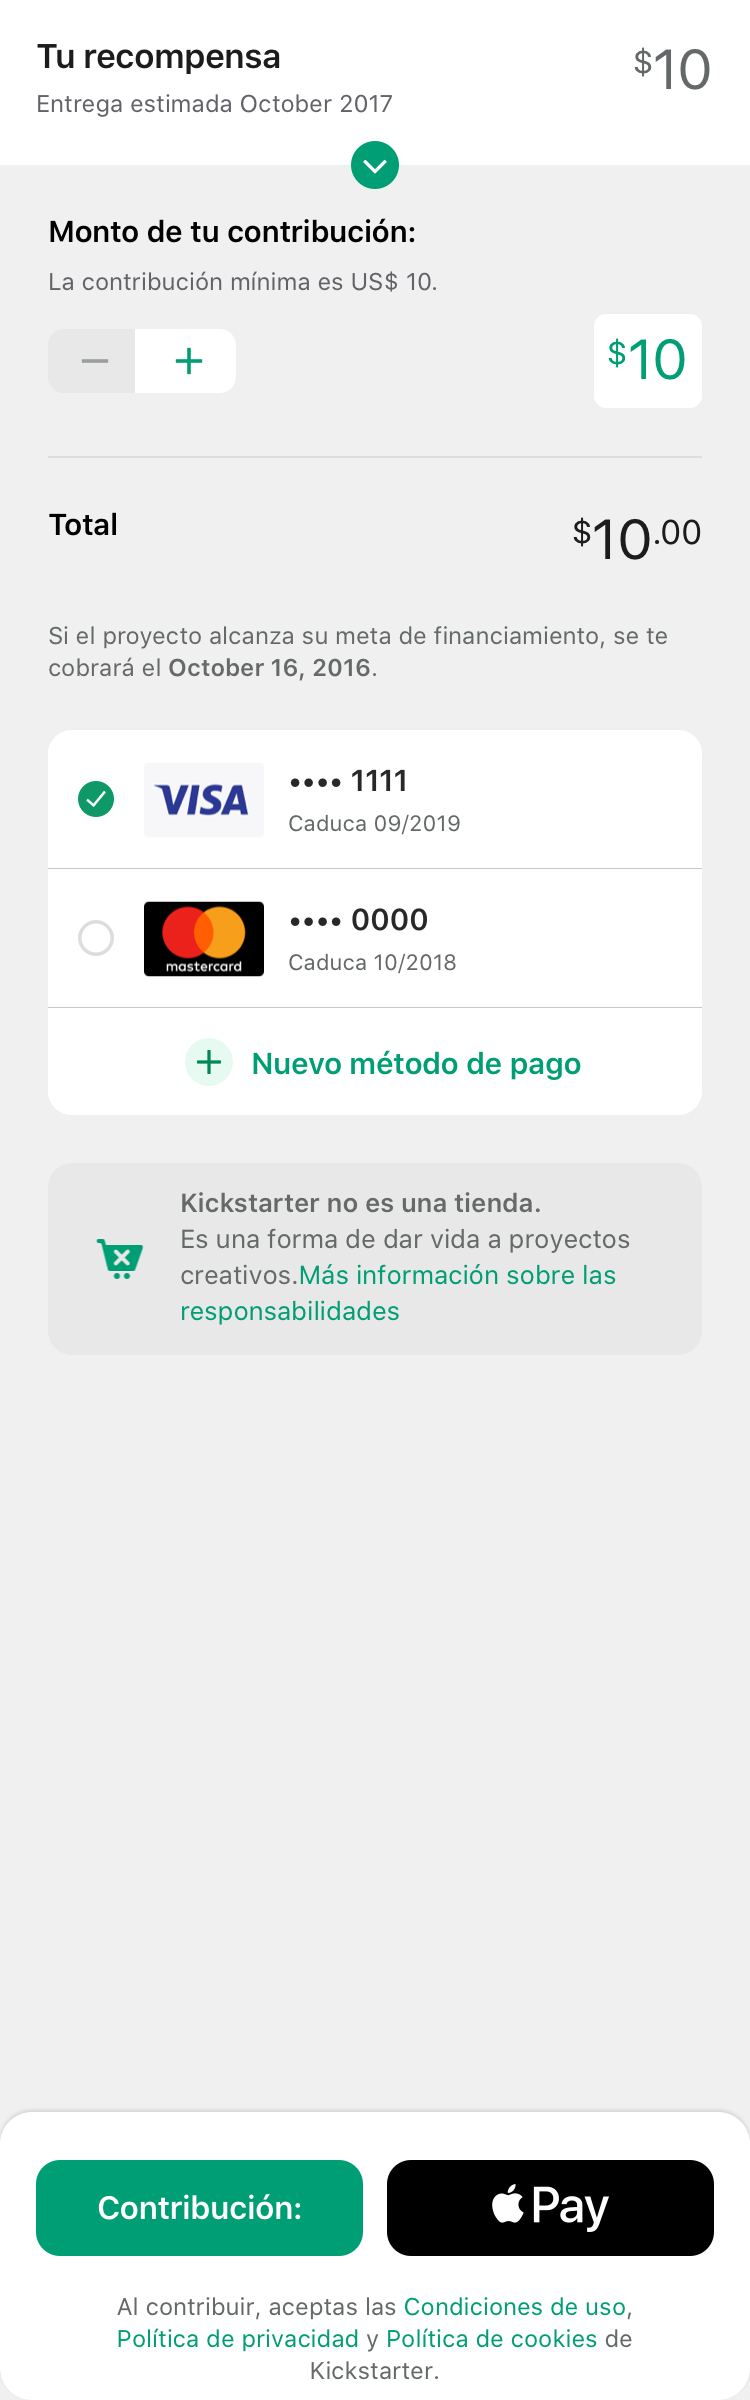 Tu recompensa
$10
Entrega estimada October 2017
Monto de tu contribución:
La contribución mínima es US$ 10.
− +
$10
Total
$10.00
Si el proyecto alcanza su meta de financiamiento, se te
cobrará el October 16, 2016.
VISA
•••• 1111
Caduca 09/2019
mastercard
•••• 0000
Caduca 10/2018
+ Nuevo método de pago
Kickstarter no es una tienda.
Es una forma de dar vida a proyectos
creativos.Más información sobre las
responsabilidades
Contribución:
Pay
Al contribuir, aceptas las Condiciones de uso,
Política de privacidad y Política de cookies de
Kickstarter.